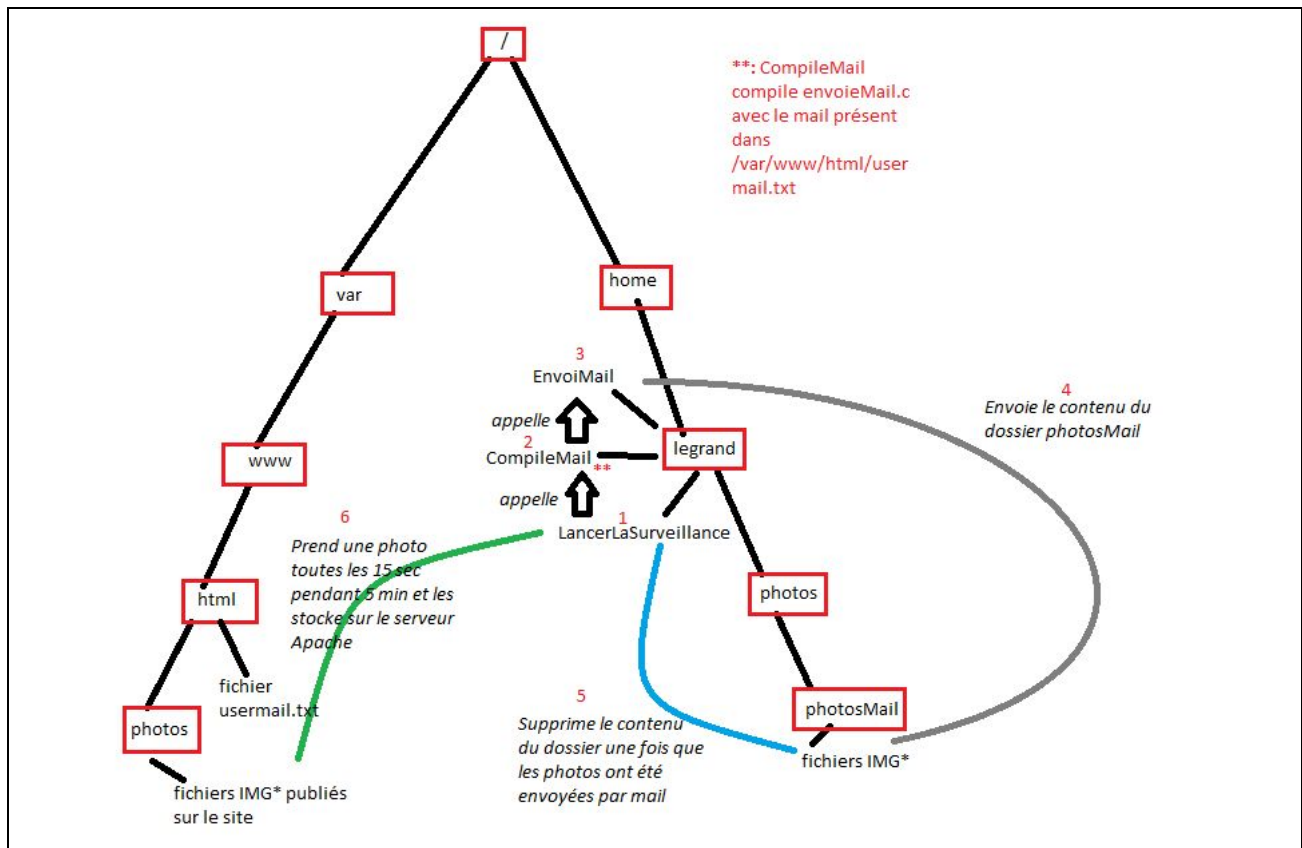 /
**: CompileMail
compile envoieMail.c
avec le mail présent
dans
/var/www/html/user
mail.txt
var
home
3
EnvoiMail
4
Envoie le contenu du
dossier photosMail
appelle
2
CompileMail
**
legrand
www
appelle
1
LancerLaSurveillance
6
Prend une photo
toutes les 15 sec
pendant 5 min et les
stocke sur le serveur
Apache
html
photos
fichier
usermail.txt
5
Supprime le contenu
du dossier une fois que
les photos ont été
envoyées par mail
photosMail
fichiers IMG*
photos
fichiers IMG* publiés
sur le site